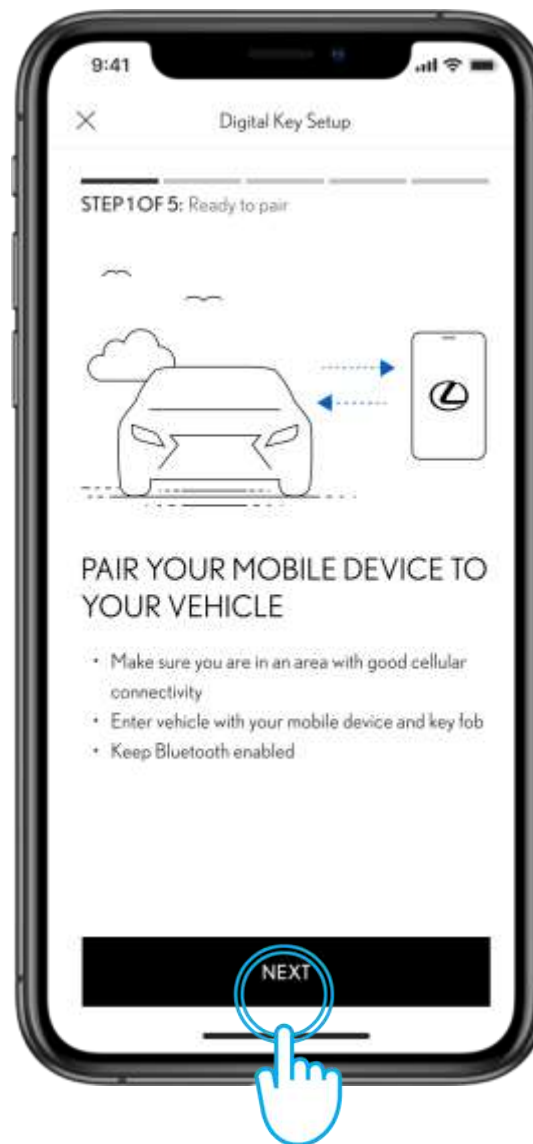 9:41
Digital Key Setup
STEP 1 OF 5: Ready to pair
PAIR YOUR MOBILE DEVICE TO
YOUR VEHICLE
• Make sure you are in an area with good cellular
connectivity
• Enter vehicle with your mobile device and key fob
• Keep Bluetooth enabled
NEXT